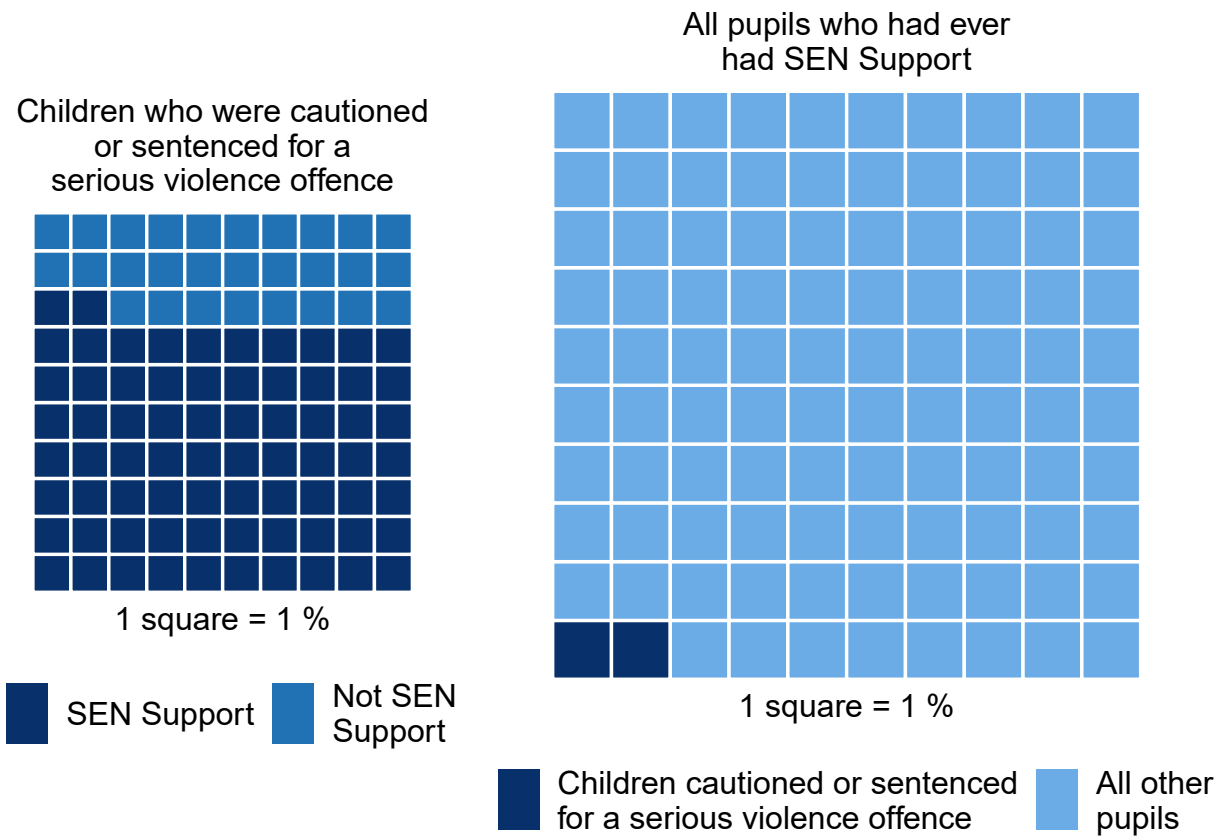 Children who were cautioned
or sentenced for a
serious violence offence
1 square = 1 %
SEN Support
Not SEN
Support
All pupils who had ever
had SEN Support
1 square = 1 %
Children cautioned or sentenced
for a serious violence offence
All other
pupils